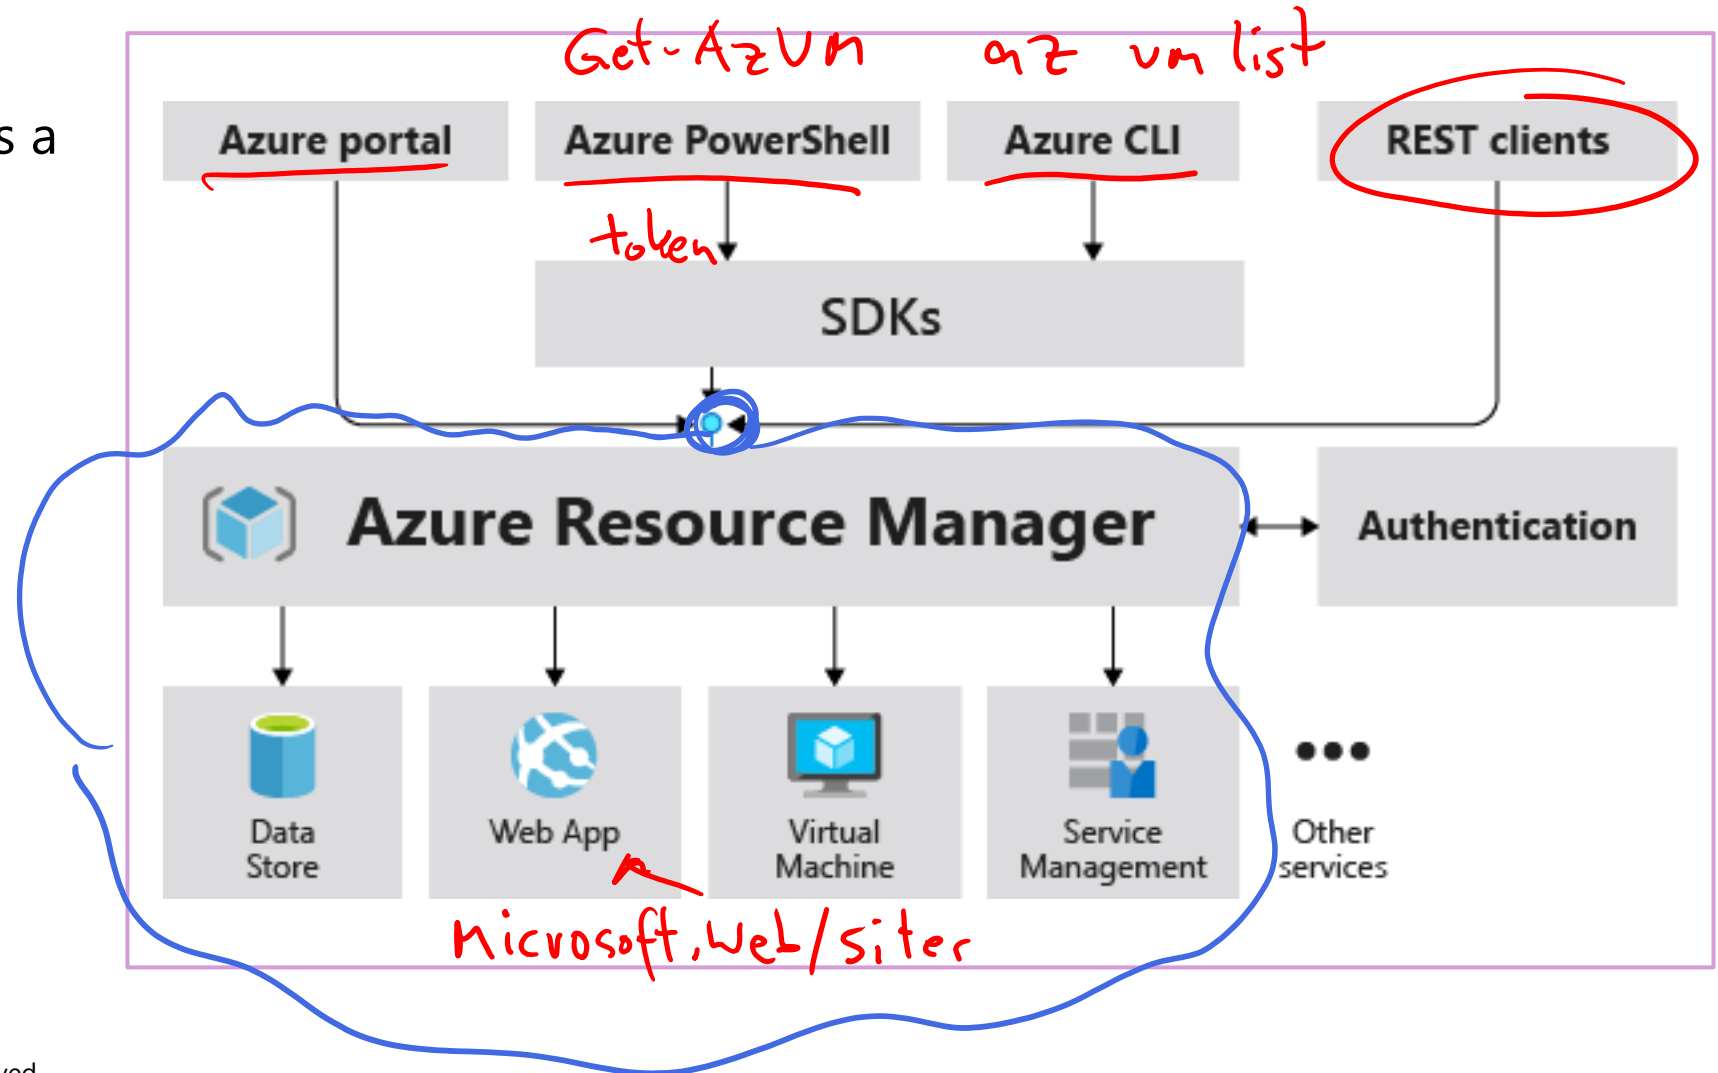 Get-AzVM az vm list
s a
Azure portal Azure PowerShell Azure CLI REST clients
token
SDKs
Azure Resource Manager
Authentication
Data
Store
Web App
Virtual
Machine
Service
Management
Other
services
Microsoft.Web/sites
ved